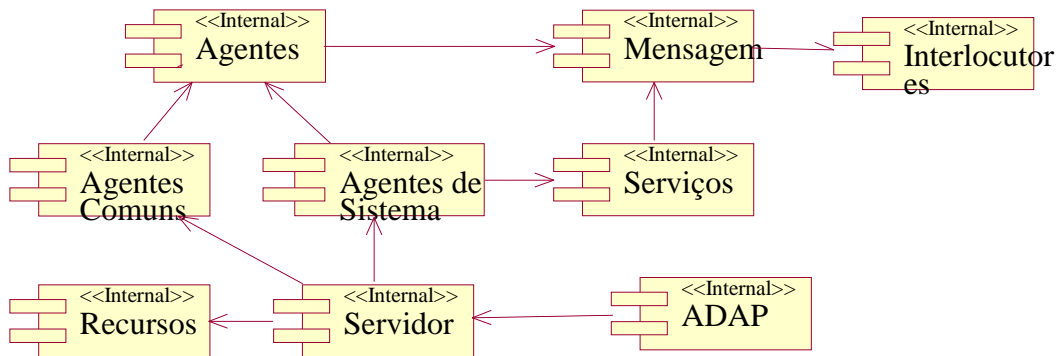 <<Internal>>
Agentes
<<Internal>>
Mensagem
<<Internal>>
Interlocutor
es
<<Internal>>
Agentes
Comuns
<<Internal>>
Agentes de
Sistema
<<Internal>>
Serviços
<<Internal>>
Recursos
<<Internal>>
Servidor
<<Internal>>
ADAP